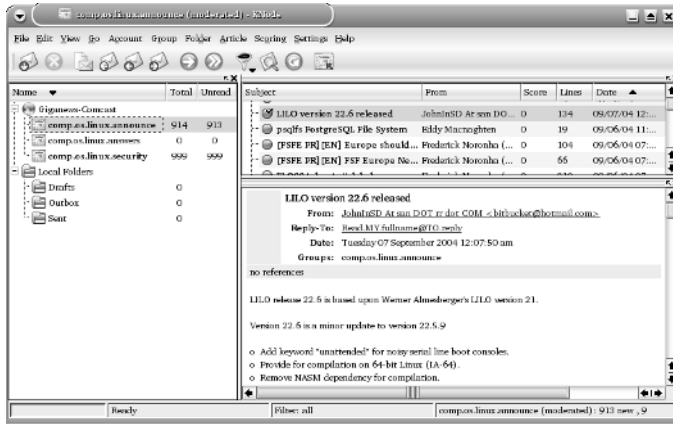 comp.os.linux.announce (moderated) - KNode
File Edit View Go Account Group Folder Article Scoring Settings Help
Name Total Unread
Giganews-Comcast
comp.os.linux.announce 914 913
comp.os.linux.answers 0 0
comp.os.linux.security 999 999
Local Folders
Drafts 0
Outbox 0
Sent 0
Subject From Score Lines Date
LILO version 22.6 released JohnInSD At san DO... 0 134 09/07/04 12:...
psqlfs PostgreSQL File System Eddy Macnaghten 0 19 09/06/04 11:...
[FSFE PR] [EN] Europe should... Frederick Noronha (... 0 104 09/06/04 07:...
[FSFE PR] [EN] FSF Europe Ne... Frederick Noronha (... 0 66 09/06/04 07:...
LILO version 22.6 released
From: JohnInSD At san DOT rr dot COM <bitbucket@hotmail.com>
Reply-To: Read.MY.fullname@TO.reply
Date: Tuesday 07 September 2004 12:07:50 am
Groups: comp.os.linux.announce
no references
LILO release 22.6 is based upon Werner Almesberger's LILO version 21.
Version 22.6 is a minor update to version 22.5.9
o Add keyword "unattended" for noisy serial line boot consoles.
o Provide for compilation on 64-bit Linux (IA-64).
o Remove NASM dependency for compilation.
Ready Filter: all comp.os.linux.announce (moderated) : 913 new , 9